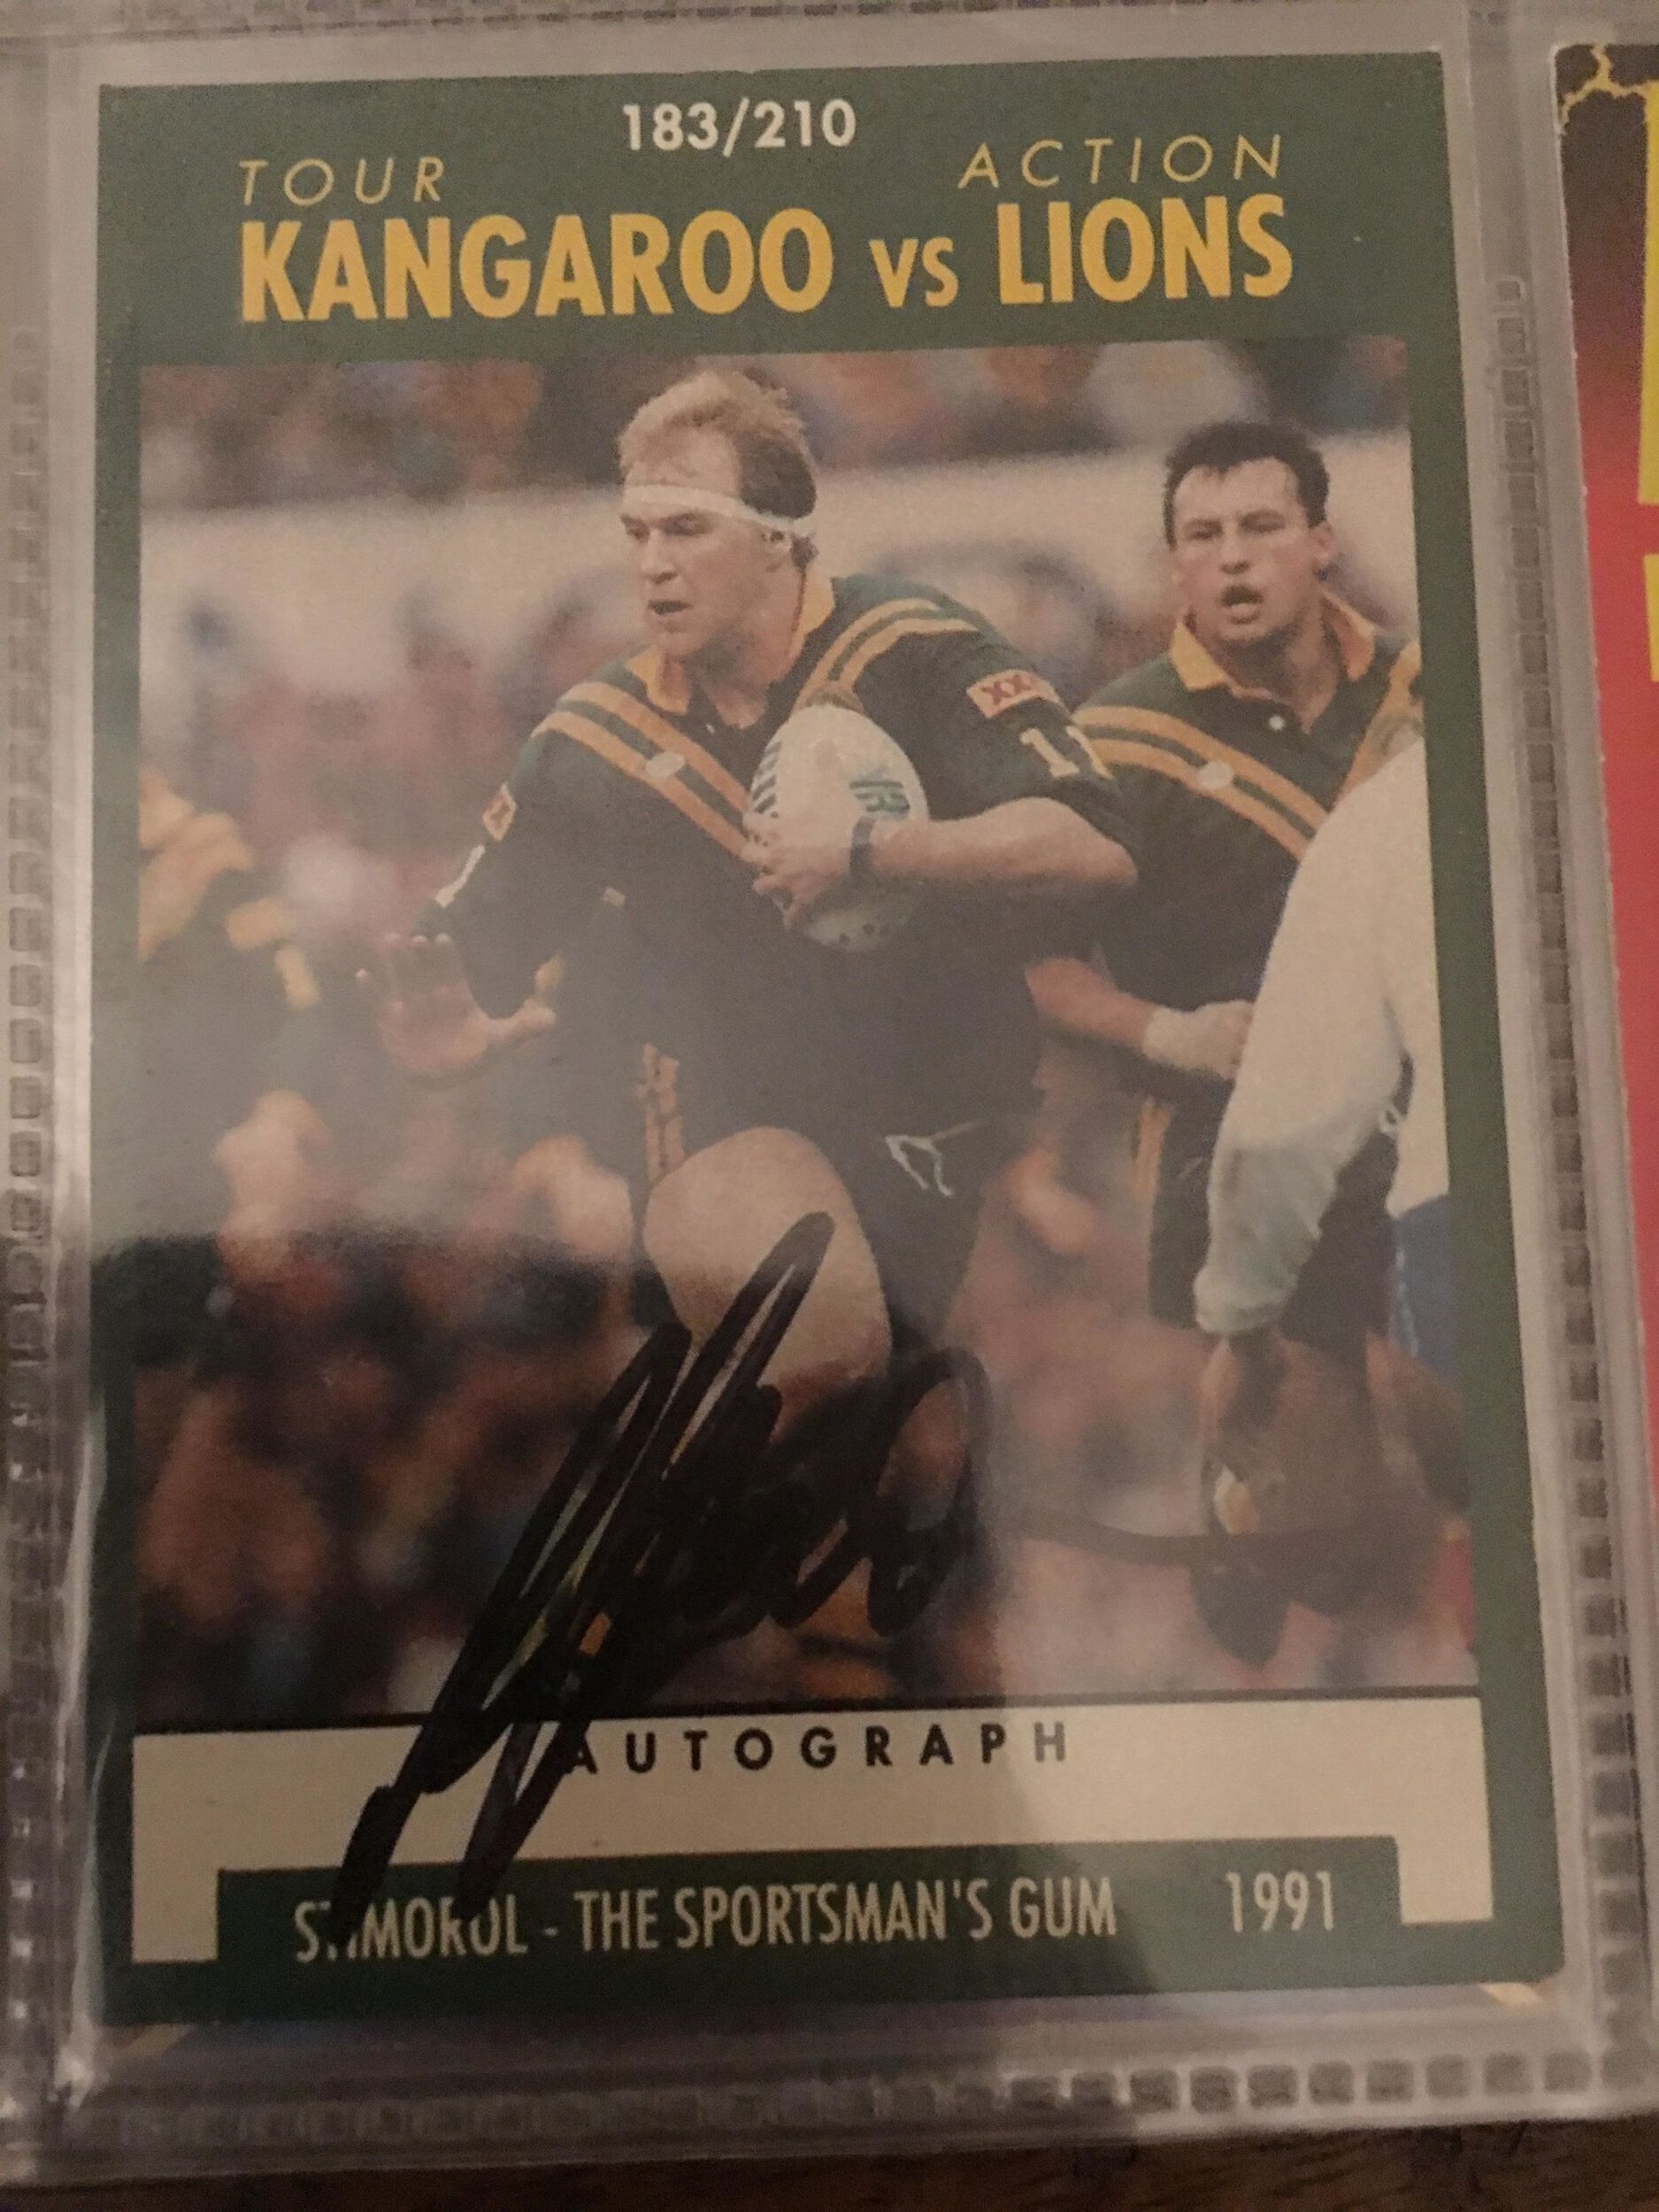 183/210
TOUR ACTION
KANGAROO VS LIONS
AUTOGRAPH
STIMOROL - THE SPORTSMAN'S GUM 1991